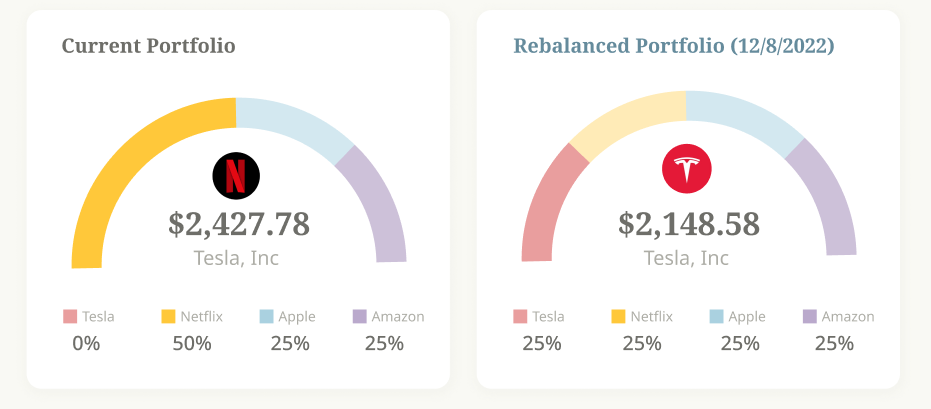 Current Portfolio
N
$2,427.78
Tesla, Inc
Tesla Netflix Apple Amazon
0% 50% 25% 25%
Rebalanced Portfolio (12/8/2022)
T
$2,148.58
Tesla, Inc
Tesla Netflix Apple Amazon
25% 25% 25% 25%